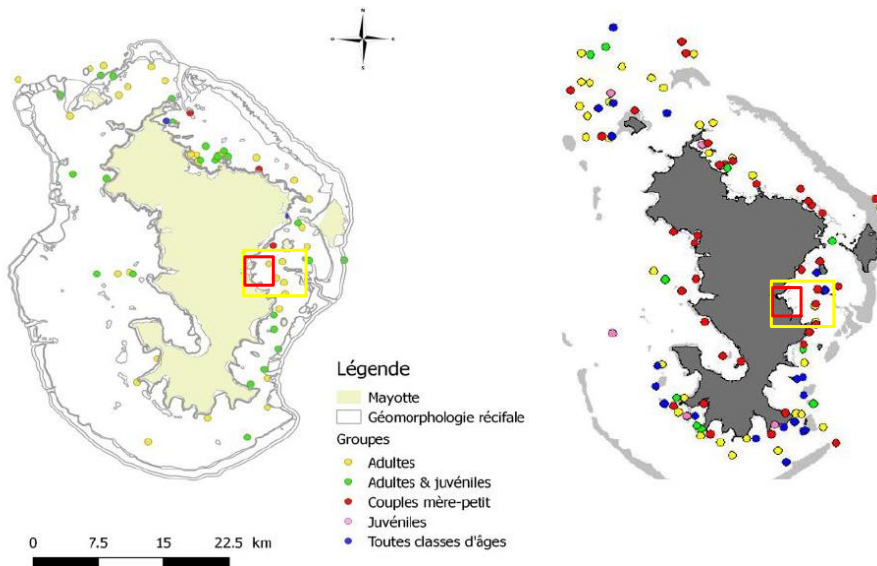 Légende
Mayotte
Géomorphologie récifale
Groupes
Adultes
Adultes & juvéniles
Couples mère-petit
Juvéniles
Toutes classes d'âges
0 7.5 15 22.5 km